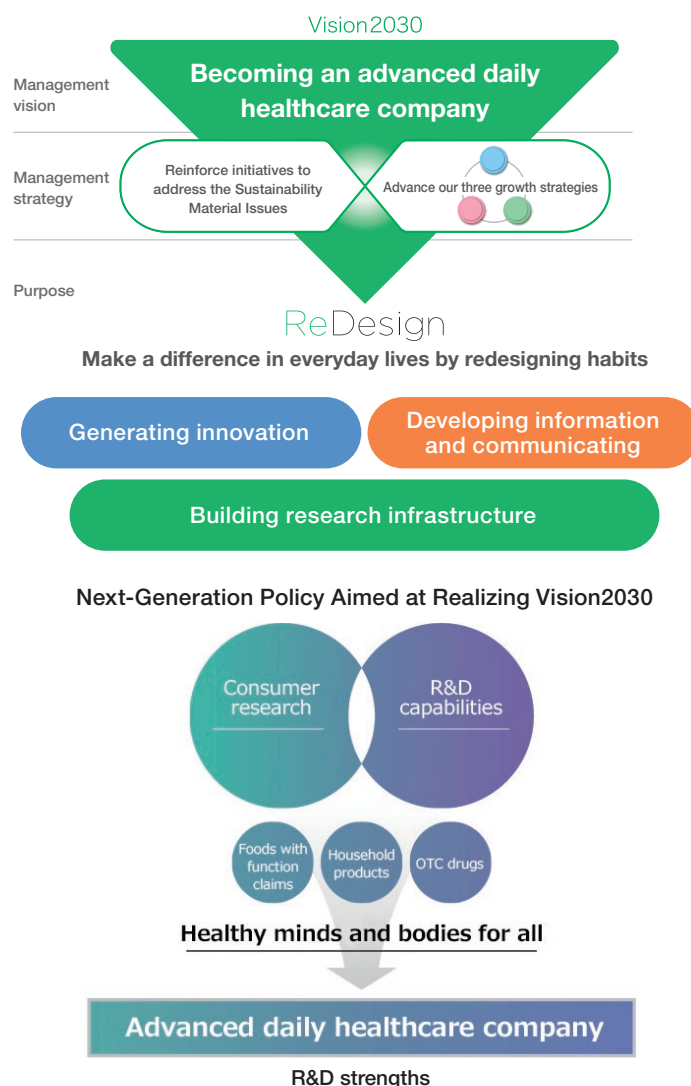 Vision2030
Management
vision
Becoming an advanced daily
healthcare company
Management
strategy
Reinforce initiatives to
address the Sustainability
Material Issues
Advance our three growth strategies
Purpose
ReDesign
Make a difference in everyday lives by redesigning habits
Generating innovation
Developing information
and communicating
Building research infrastructure
Next-Generation Policy Aimed at Realizing Vision2030
Consumer
research
R&D
capabilities
Foods with
function
claims
Household
products
OTC drugs
Healthy minds and bodies for all
Advanced daily healthcare company
R&D strengths